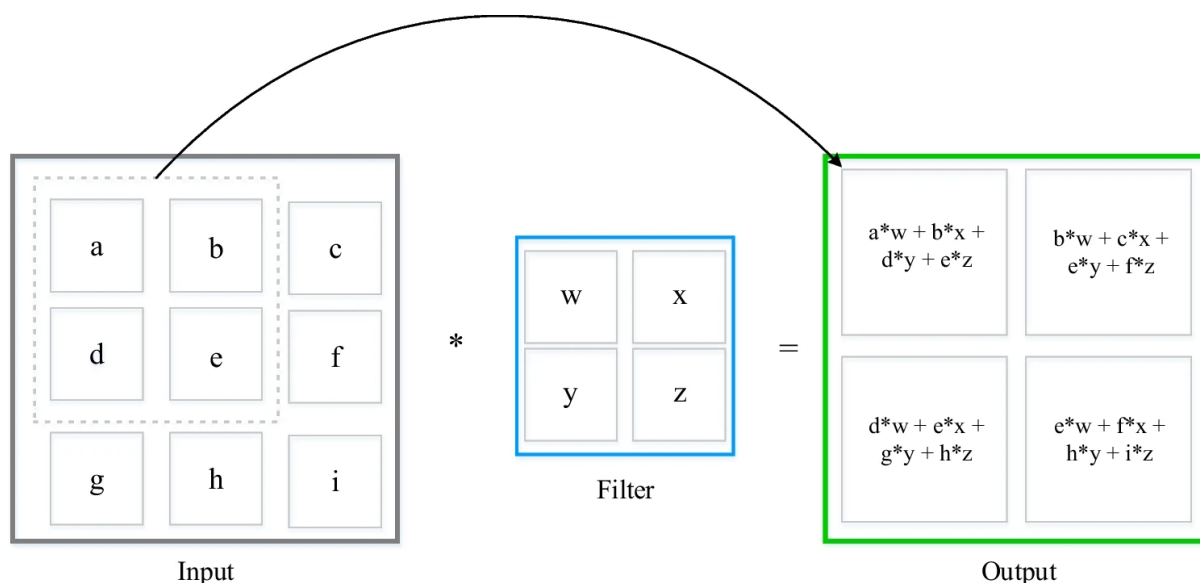 a b c
d e f
g h i
Input
*
w x
y z
Filter
=
a*w + b*x +
d*y + e*z
b*w + c*x +
e*y + f*z
d*w + e*x +
g*y + h*z
e*w + f*x +
h*y + i*z
Output